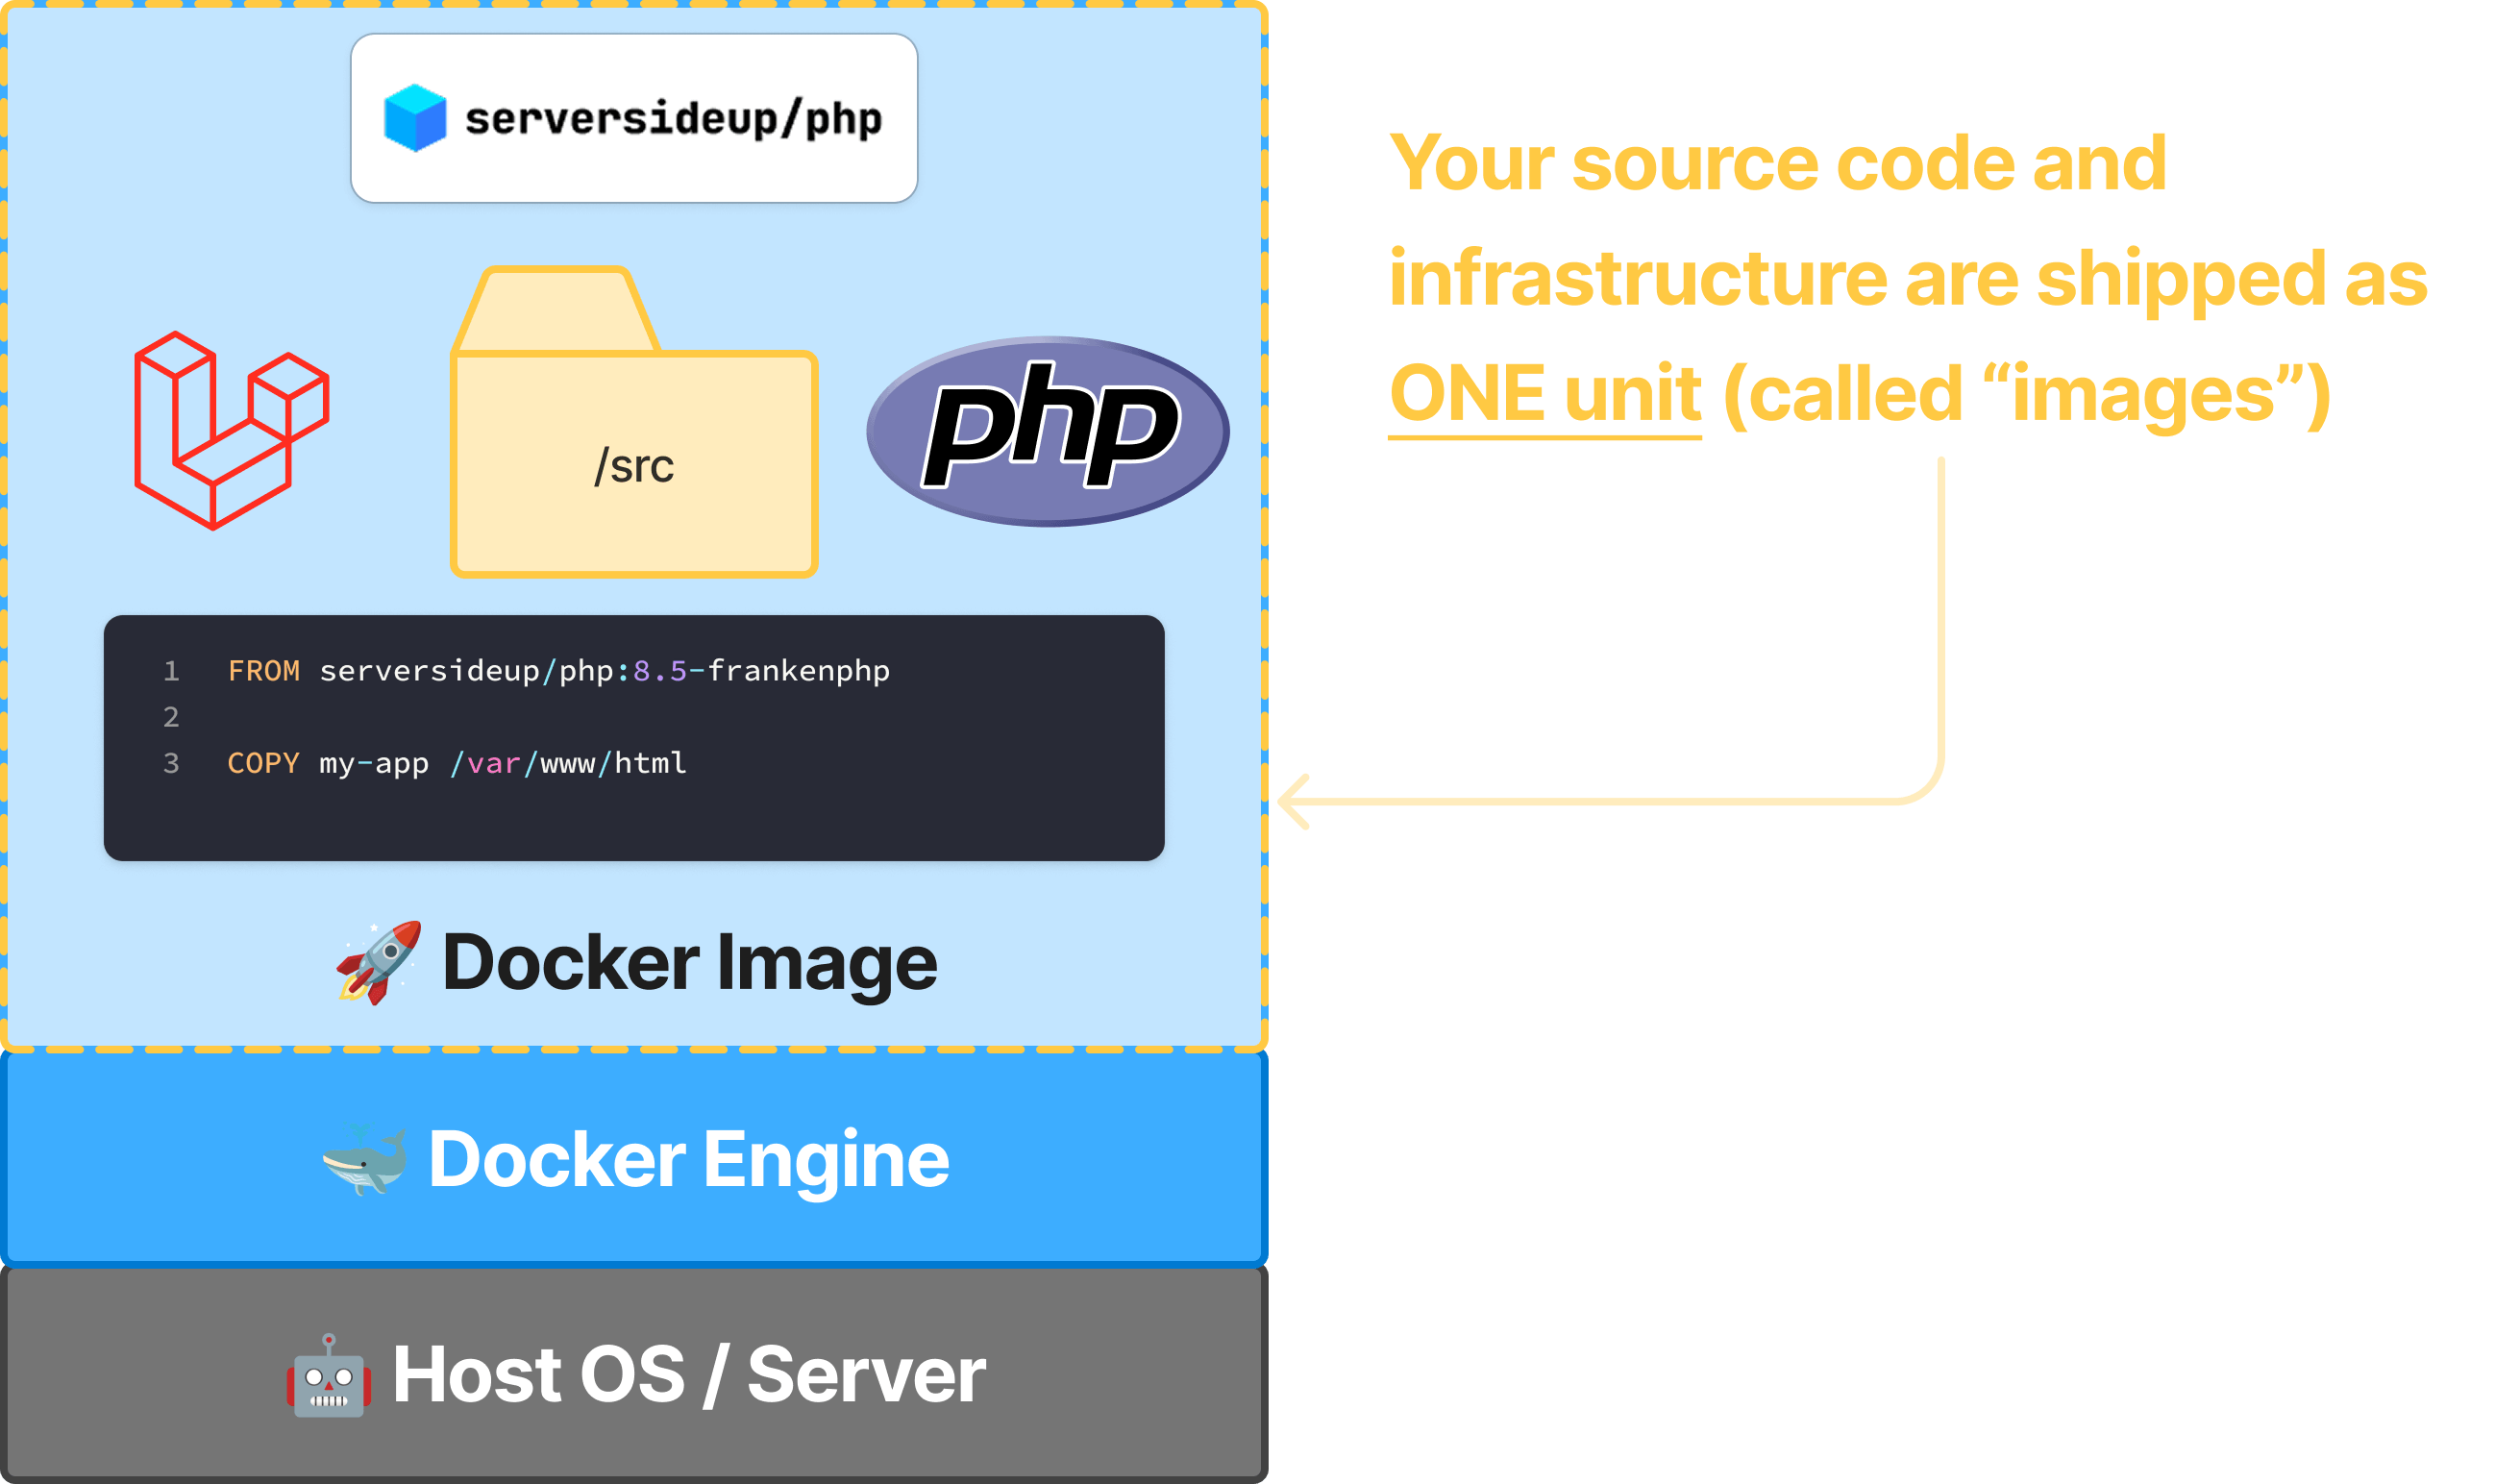 serversideup/php
Your source code and
infrastructure are shipped as
ONE unit (called “images”)
/src
php
1 FROM serversideup/php:8.5-frankenphp
2
3 COPY my-app /var/www/html
🚀 Docker Image
🐳 Docker Engine
🤖 Host OS / Server